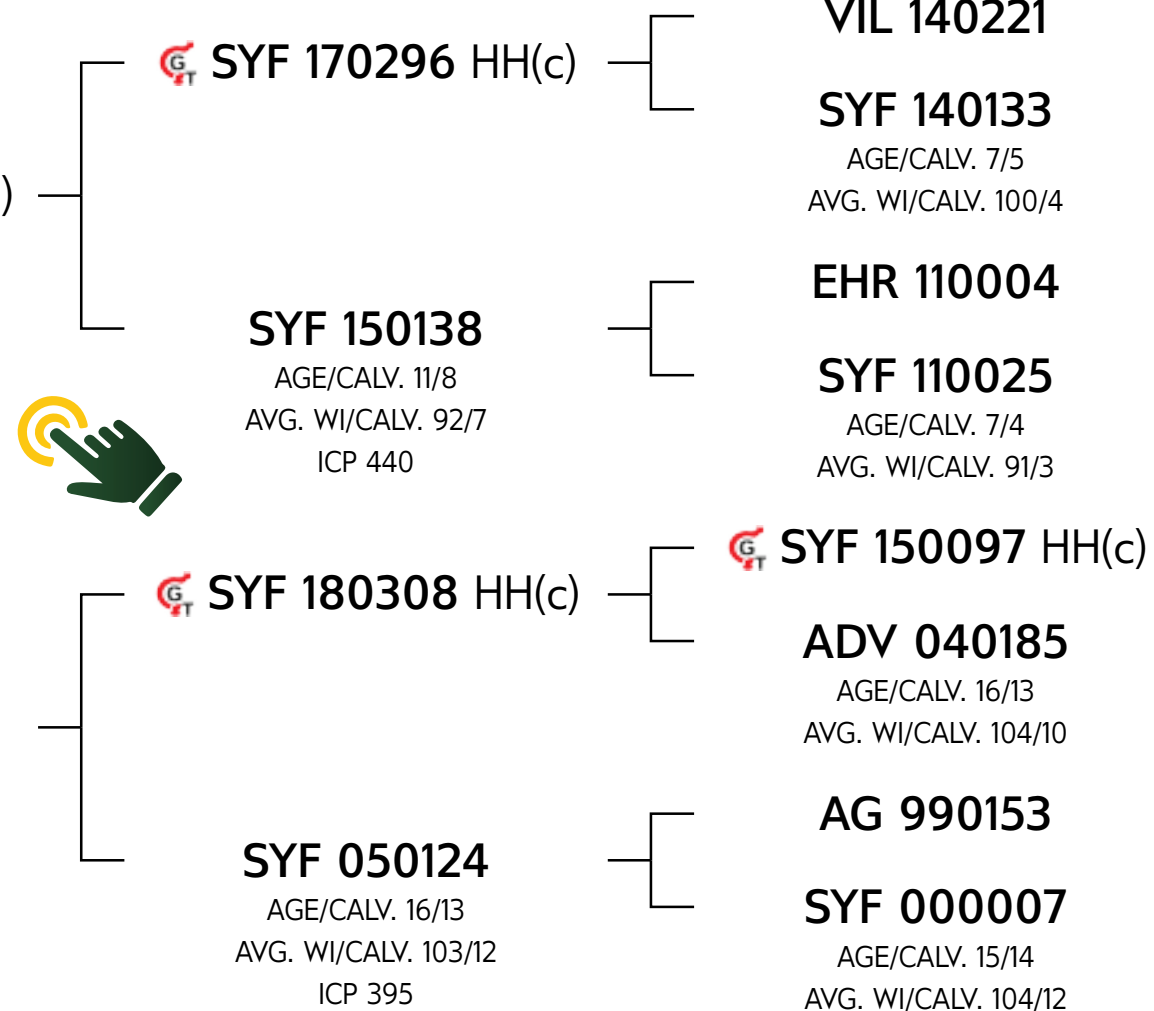 VIL 140221
G T SYF 170296 HH(c)
SYF 140133
AGE/CALV. 7/5
AVG. WI/CALV. 100/4
)
EHR 110004
SYF 150138
AGE/CALV. 11/8
AVG. WI/CALV. 92/7
ICP 440
SYF 110025
AGE/CALV. 7/4
AVG. WI/CALV. 91/3
G T SYF 150097 HH(c)
G T SYF 180308 HH(c)
ADV 040185
AGE/CALV. 16/13
AVG. WI/CALV. 104/10
AG 990153
SYF 050124
AGE/CALV. 16/13
AVG. WI/CALV. 103/12
ICP 395
SYF 000007
AGE/CALV. 15/14
AVG. WI/CALV. 104/12